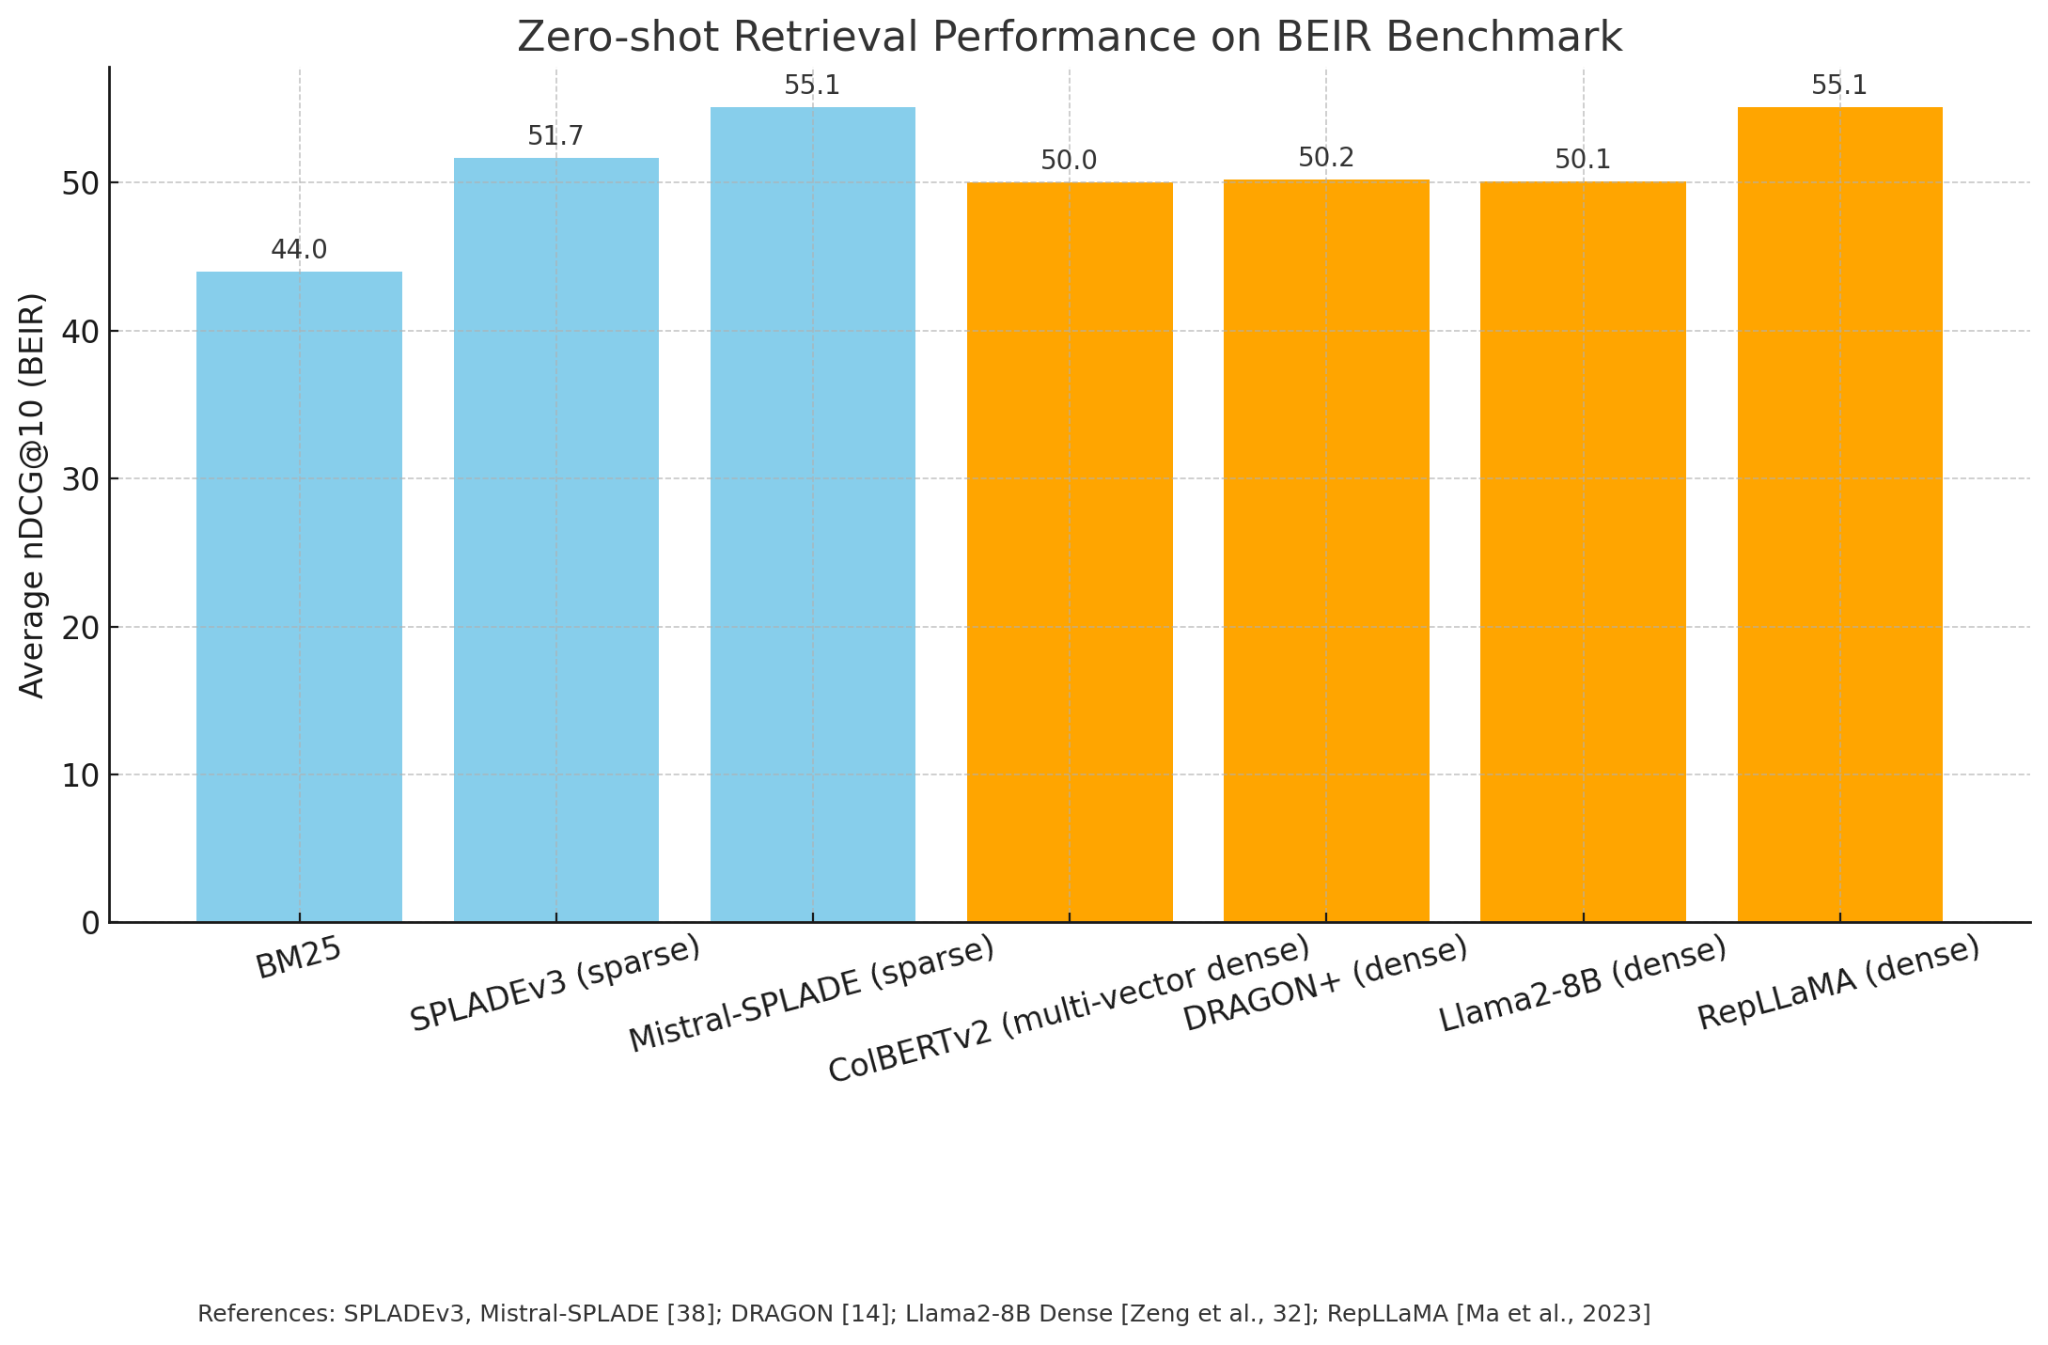 Zero-shot Retrieval Performance on BEIR Benchmark
Average nDCG@10 (BEIR)
50
40
30
20
10
0
44.0
51.7
55.1
50.0
50.2
50.1
55.1
BM25
SPLADEv3 (sparse)
Mistral-SPLADE (sparse)
ColBERTv2 (multi-vector dense)
DRAGON+ (dense)
Llama2-8B (dense)
RepLLaMA (dense)
References: SPLADEv3, Mistral-SPLADE [38]; DRAGON [14]; Llama2-8B Dense [Zeng et al., 32]; RepLLaMA [Ma et al., 2023]